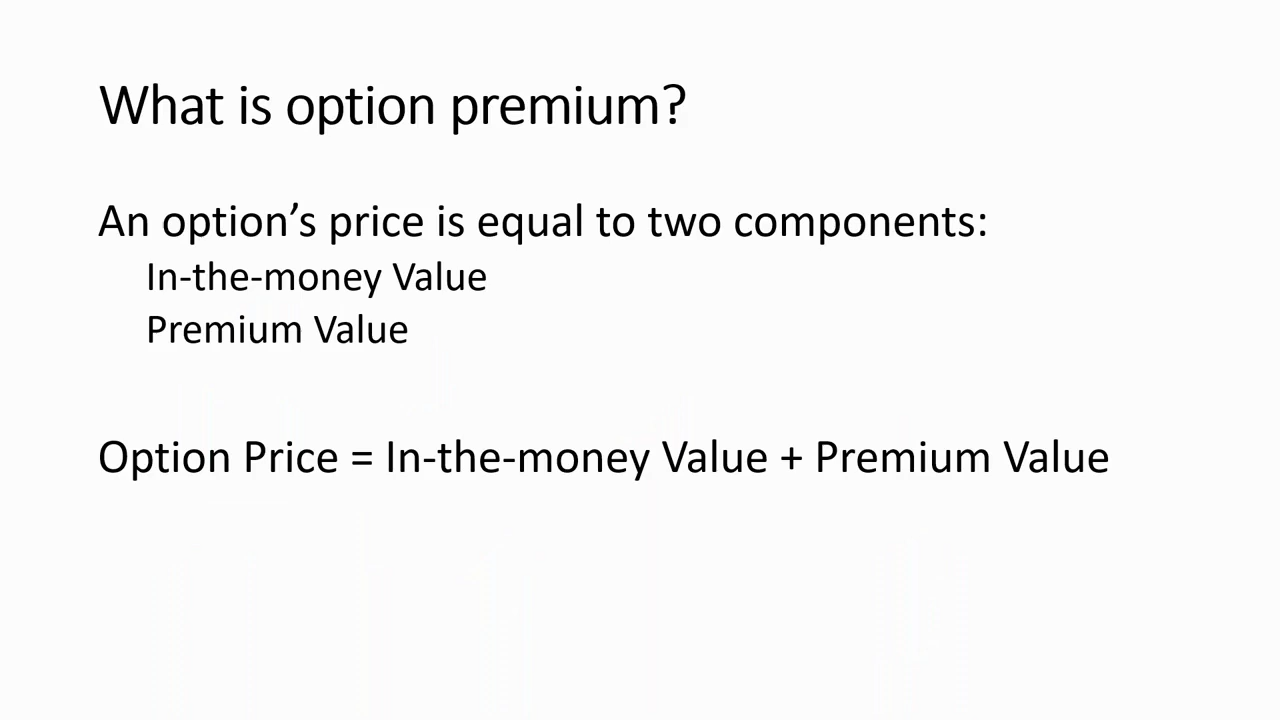 What is option premium?
An option’s price is equal to two components:
In-the-money Value
Premium Value
Option Price = In-the-money Value + Premium Value